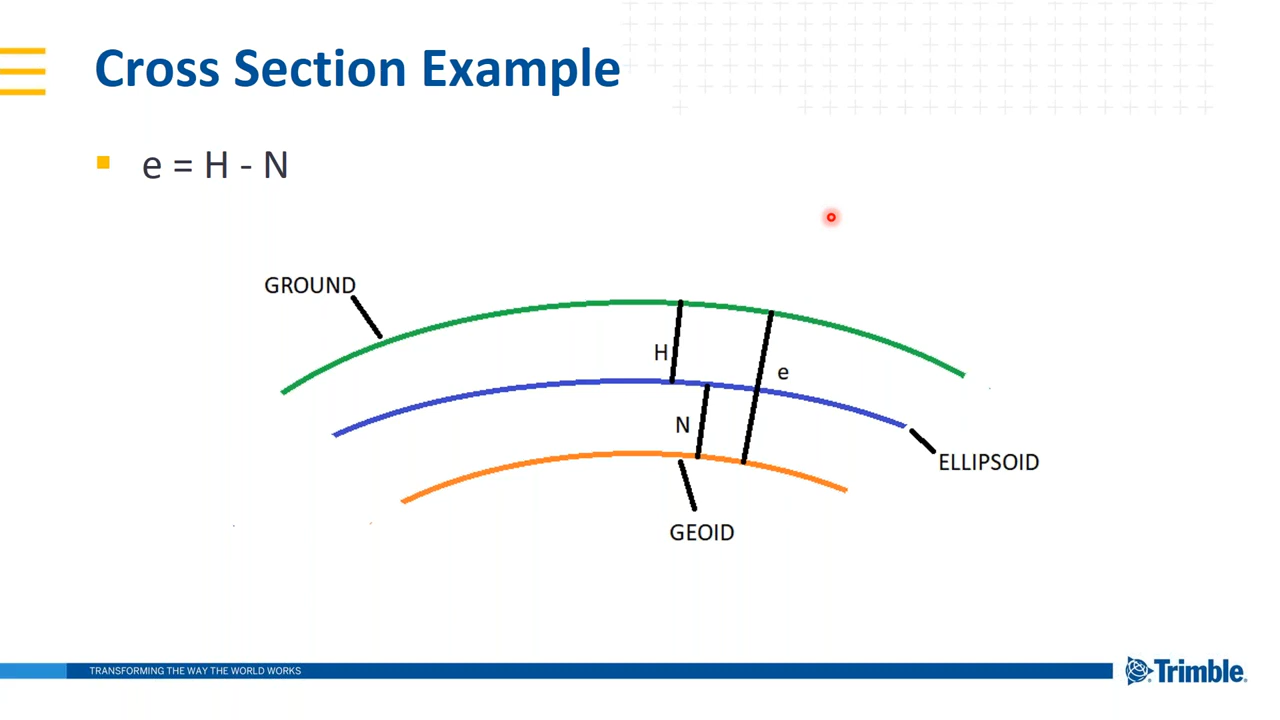 Cross Section Example
e = H - N
GROUND
H
e
N
ELLIPSOID
GEOID
TRANSFORMING THE WAY THE WORLD WORKS
Trimble